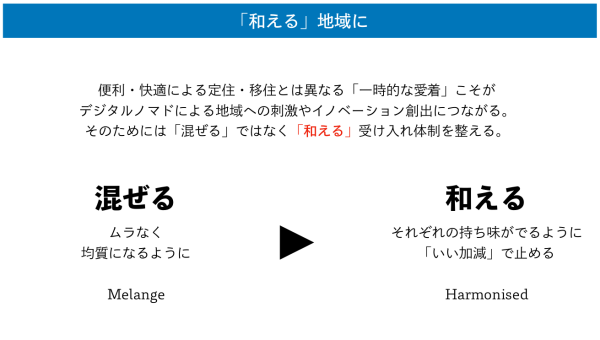 「和える」地域に
便利・快適による定住・移住とは異なる「一時的な愛着」こそが
デジタルノマドによる地域への刺激やイノベーション創出につながる。
そのためには「混ぜる」ではなく「和える」受け入れ体制を整える。
混ぜる
ムラなく
均質になるように
Melange
和える
それぞれの持ち味がでるように
「いい加減」で止める
Harmonised